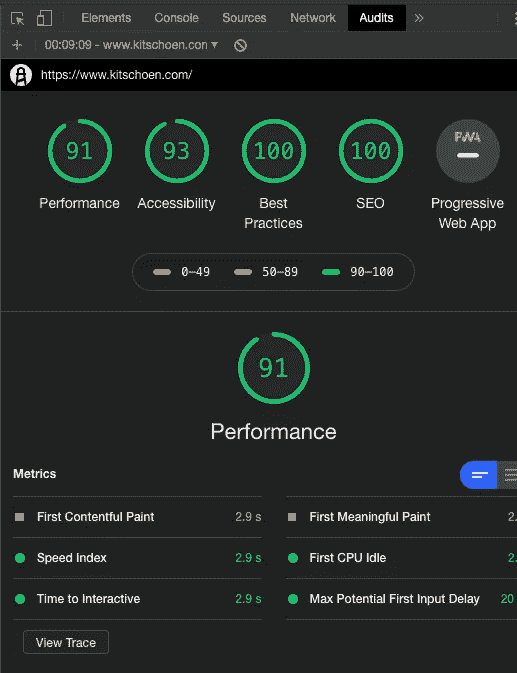 Elements Console Sources Network Audits »
+ 00:09:09 - www.kitschoen.con ▼
https://www.kitschoen.com/
91 93 100 100 PWA
Performance Accessibility Best Practices SEO Progressive Web App
0–49 50–89 90–100
91
Performance
Metrics
First Contentful Paint 2.9 s First Meaningful Paint 2.
Speed Index 2.9 s First CPU Idle 2.
Time to Interactive 2.9 s Max Potential First Input Delay 20
View Trace